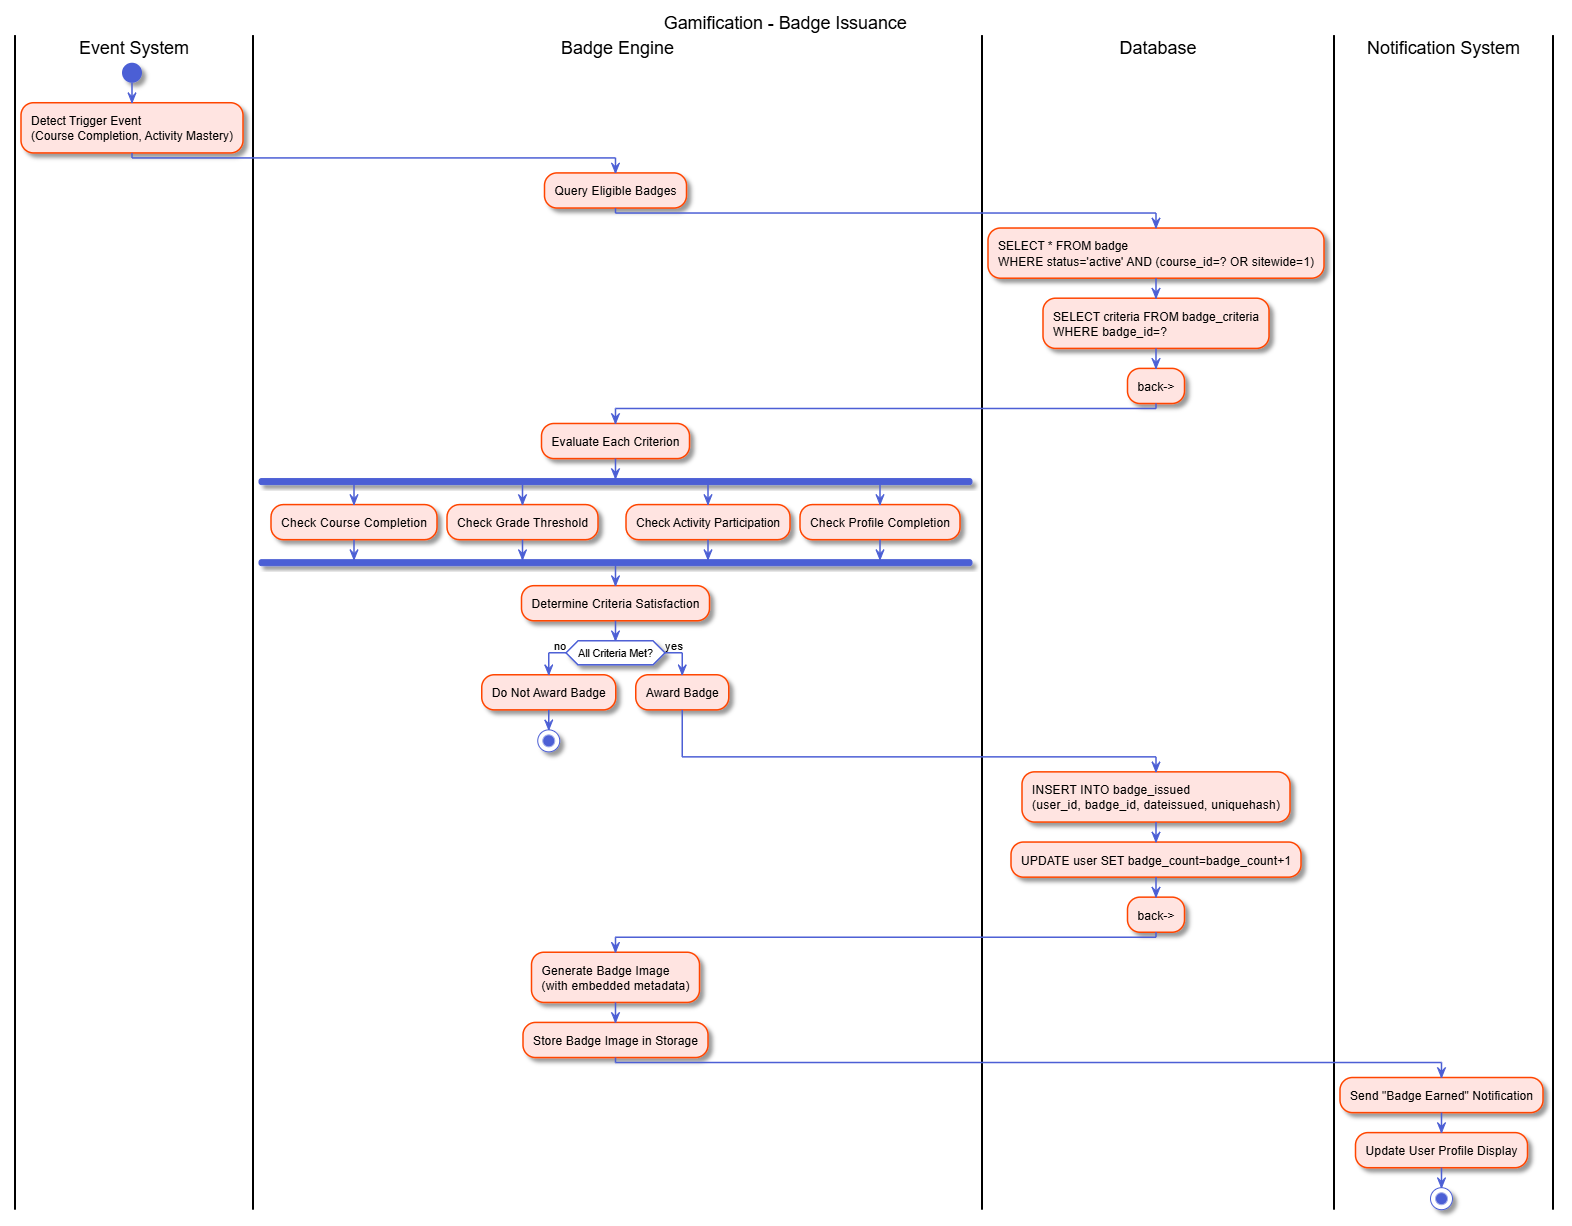 Gamification - Badge Issuance
Event System
Badge Engine
Database
Notification System
Detect Trigger Event
(Course Completion, Activity Mastery)
Query Eligible Badges
SELECT * FROM badge
WHERE status='active' AND (course_id=? OR sitewide=1)
SELECT criteria FROM badge_criteria
WHERE badge_id=?
back->
Evaluate Each Criterion
Check Course Completion
Check Grade Threshold
Check Activity Participation
Check Profile Completion
Determine Criteria Satisfaction
no
All Criteria Met?
yes
Do Not Award Badge
Award Badge
INSERT INTO badge_issued
(user_id, badge_id, dateissued, uniquehash)
UPDATE user SET badge_count=badge_count+1
back->
Generate Badge Image
(with embedded metadata)
Store Badge Image in Storage
Send "Badge Earned" Notification
Update User Profile Display